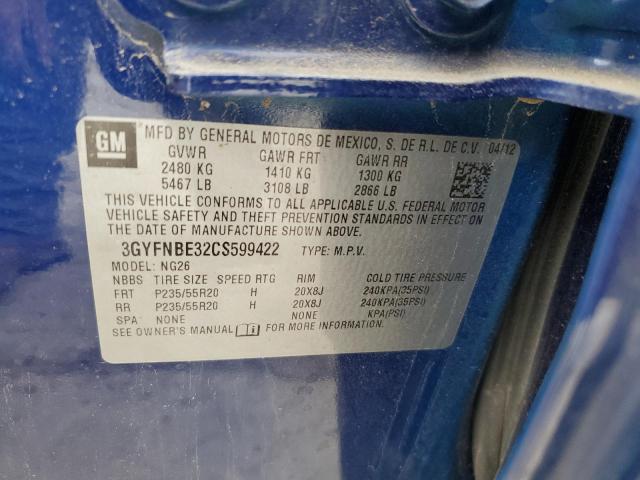 GM MFD BY GENERAL MOTORS DE MEXICO, S. DE R.L. DE C.V. 04/12
GVWR GAWR FRT GAWR RR
2480 KG 1410 KG 1300 KG
5467 LB 3108 LB 2866 LB
THIS VEHICLE CONFORMS TO ALL APPLICABLE U.S. FEDERAL MOTOR
VEHICLE SAFETY AND THEFT PREVENTION STANDARDS IN EFFECT ON
THE DATE OF MANUFACTURE SHOWN ABOVE.
3GYFNBE32CS599422 TYPE: M.P.V.
MODEL: NG26
NBBS TIRE SIZE SPEED RTG RIM COLD TIRE PRESSURE
FRT P235/55R20 H 20X8J 240KPA(35PSI)
RR P235/55R20 H 20X8J 240KPA(35PSI)
SPA NONE NONE KPA(PSI)
SEE OWNER'S MANUAL FOR MORE INFORMATION.